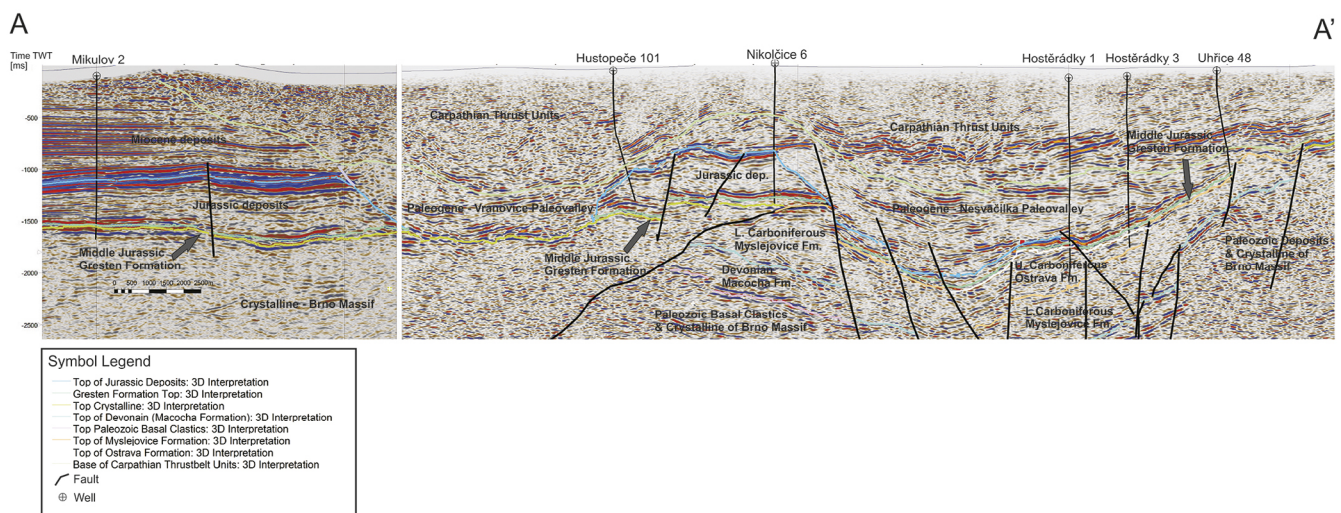 A
A'
Time TWT
[ms]
Mikulov 2
Hustopeče 101
Nikolčice 6
Hostěrádky 1
Hostěrádky 3
Uhřice 48
-500
-1000
-1500
-2000
-2500
Miocene deposits
Jurassic deposits
Middle Jurassic
Gresten Formation
0 500 1000 1500 2000 2500m
Crystalline - Brno Massif
Carpathian Thrust Units
Paleogene - Vranovice Paleovalley
Middle Jurassic
Gresten Formation
Jurassic dep.
L. Carboniferous
Myslejovice Fm.
Devonian
Macocha Fm.
Paleozoic Basal Clastics
& Crystalline of Brno Massif
Carpathian Thrust Units
Paleogene - Nesvačilka Paleovalley
Middle Jurassic
Gresten Formation
U. Carboniferous
Ostrava Fm.
L.Carboniferous
Myslejovice Fm.
Paleozoic Deposits
& Crystalline of
Brno Massif
Symbol Legend
Top of Jurassic Deposits: 3D Interpretation
Gresten Formation Top: 3D Interpretation
Top Crystalline: 3D Interpretation
Top of Devonain (Macocha Formation): 3D Interpretation
Top Paleozoic Basal Clastics: 3D Interpretation
Top of Myslejovice Formation: 3D Interpretation
Top of Ostrava Formation: 3D Interpretation
Base of Carpathian Thrustbelt Units: 3D Interpretation
Fault
Well